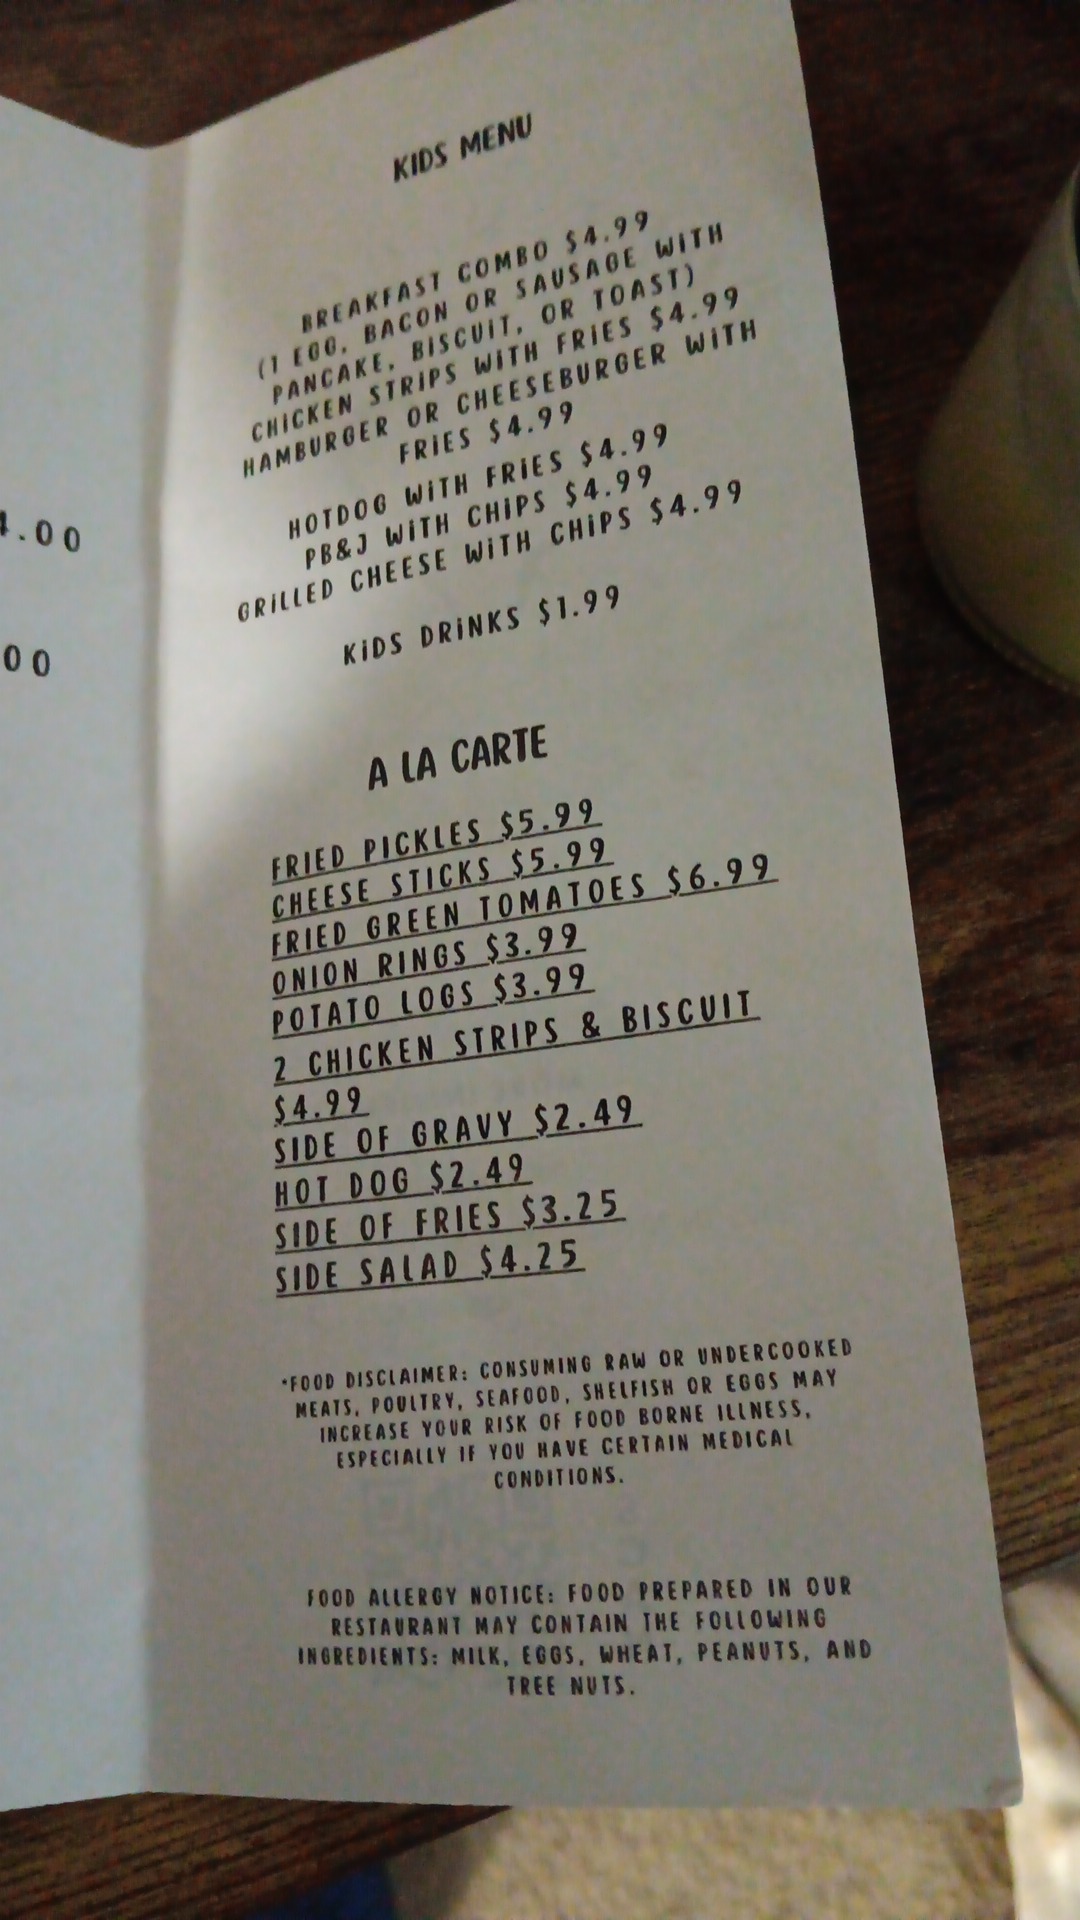 .00
00
KIDS MENU
BREAKFAST COMBO $4.99
(1 EGG, BACON OR SAUSAGE WITH
PANCAKE, BISCUIT, OR TOAST)
CHICKEN STRIPS WITH FRIES $4.99
HAMBURGER OR CHEESEBURGER WITH
FRIES $4.99
HOTDOG WITH FRIES $4.99
PB&J WITH CHIPS $4.99
GRILLED CHEESE WITH CHIPS $4.99
KIDS DRINKS $1.99
A LA CARTE
FRIED PICKLES $5.99
CHEESE STICKS $5.99
FRIED GREEN TOMATOES $6.99
ONION RINGS $3.99
POTATO LOGS $3.99
2 CHICKEN STRIPS & BISCUIT
$4.99
SIDE OF GRAVY $2.49
HOT DOG $2.49
SIDE OF FRIES $3.25
SIDE SALAD $4.25
*FOOD DISCLAIMER: CONSUMING RAW OR UNDERCOOKED
MEATS, POULTRY, SEAFOOD, SHELFISH OR EGGS MAY
INCREASE YOUR RISK OF FOOD BORNE ILLNESS,
ESPECIALLY IF YOU HAVE CERTAIN MEDICAL
CONDITIONS.
FOOD ALLERGY NOTICE: FOOD PREPARED IN OUR
RESTAURANT MAY CONTAIN THE FOLLOWING
INGREDIENTS: MILK, EGGS, WHEAT, PEANUTS, AND
TREE NUTS.